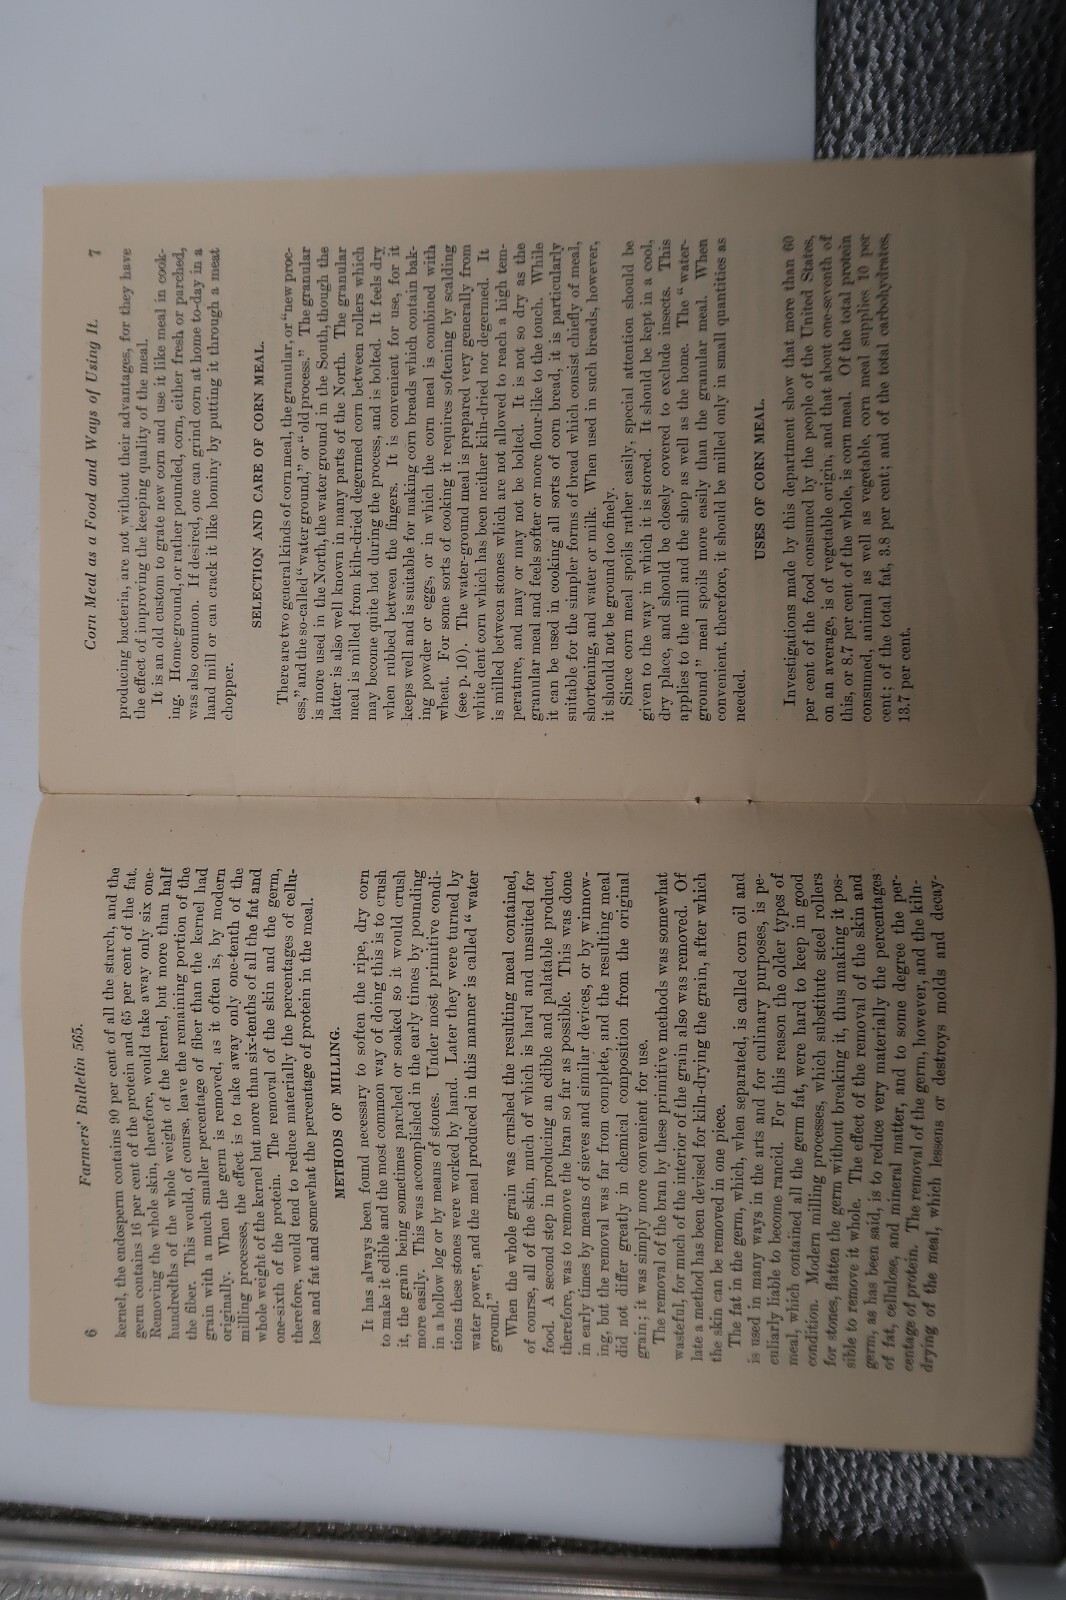 6 Farmers' Bulletin 565.
kernel, the endosperm contains 90 per cent of all the starch, and the
germ contains 16 per cent of the protein and 65 per cent of the fat.
Removing the whole skin, therefore, would take away only six one-
hundredths of the whole weight of the kernel, but more than half
the fiber. This would, of course, leave the remaining portion of the
grain with a much smaller percentage of fiber than the kernel had
originally. When the germ is removed, as it often is, by modern
milling processes, the effect is to take away only one-tenth of the
whole weight of the kernel but more than six-tenths of all the fat and
one-sixth of the protein. The removal of the skin and the germ,
therefore, would tend to reduce materially the percentages of cellu-
lose and fat and somewhat the percentage of protein in the meal.
METHODS OF MILLING.
It has always been found necessary to soften the ripe, dry corn
to make it edible and the most common way of doing this is to crush
it, the grain being sometimes parched or soaked so it would crush
more easily. This was accomplished in the early times by pounding
in a hollow log or by means of stones. Under most primitive condi-
tions these stones were worked by hand. Later they were turned by
water power, and the meal produced in this manner is called "water
ground."
When the whole grain was crushed the resulting meal contained,
of course, all of the skin, much of which is hard and unsuited for
food. A second step in producing an edible and palatable product,
therefore, was to remove the bran so far as possible. This was done
in early times by means of sieves and similar devices, or by winnow-
ing, but the removal was far from complete, and the resulting meal
did not differ greatly in chemical composition from the original
grain; it was simply more convenient for use.
The removal of the bran by these primitive methods was somewhat
wasteful, for much of the interior of the grain also was removed. Of
late a method has been devised for kiln-drying the grain, after which
the skin can be removed in one piece.
The fat in the germ, which, when separated, is called corn oil and
is used in many ways in the arts and for culinary purposes, is pe-
culiarly liable to become rancid. For this reason the older types of
meal, which contained all the germ fat, were hard to keep in good
condition. Modern milling processes, which substitute steel rollers
for stones, flatten the germ without breaking it, thus making it pos-
sible to remove it whole. The effect of the removal of the skin and
germ, as has been said, is to reduce very materially the percentages
of fat, cellulose, and mineral matter, and to some degree the per-
centage of protein. The removal of the germ, however, and the kiln-
drying of the meal, which lessens or destroys molds and decay-
Corn Meal as a Food and Ways of Using It. 7
producing bacteria, are not without their advantages, for they have
the effect of improving the keeping quality of the meal.
It is an old custom to grate new corn and use it like meal in cook-
ing. Home-ground, or rather pounded, corn, either fresh or parched,
was also common. If desired, one can grind corn at home to-day in a
hand mill or can crack it like hominy by putting it through a meat
chopper.
SELECTION AND CARE OF CORN MEAL.
There are two general kinds of corn meal, the granular, or "new proc-
ess," and the so-called "water ground," or "old process." The granular
is more used in the North, the water ground in the South, though the
latter is also well known in many parts of the North. The granular
meal is milled from kiln-dried degermed corn between rollers which
may become quite hot during the process, and is bolted. It feels dry
when rubbed between the fingers. It is convenient for use, for it
keeps well and is suitable for making corn breads which contain bak-
ing powder or eggs, or in which the corn meal is combined with
wheat. For some sorts of cooking it requires softening by scalding
(see p. 10). The water-ground meal is prepared very generally from
white dent corn which has been neither kiln-dried nor degermed. It
is milled between stones which are not allowed to reach a high tem-
perature, and may or may not be bolted. It is not so dry as the
granular meal and feels softer or more flour-like to the touch. While
it can be used in cooking all sorts of corn bread, it is particularly
suitable for the simpler forms of bread which consist chiefly of meal,
shortening, and water or milk. When used in such breads, however,
it should not be ground too finely.
Since corn meal spoils rather easily, special attention should be
given to the way in which it is stored. It should be kept in a cool,
dry place, and should be closely covered to exclude insects. This
applies to the mill and the shop as well as the home. The "water-
ground" meal spoils more easily than the granular meal. When
convenient, therefore, it should be milled only in small quantities as
needed.
USES OF CORN MEAL.
Investigations made by this department show that more than 60
per cent of the food consumed by the people of the United States,
on an average, is of vegetable origin, and that about one-seventh of
this, or 8.7 per cent of the whole, is corn meal. Of the total protein
consumed, animal as well as vegetable, corn meal supplies 10 per
cent; of the total fat, 3.8 per cent; and of the total carbohydrates,
13.7 per cent.